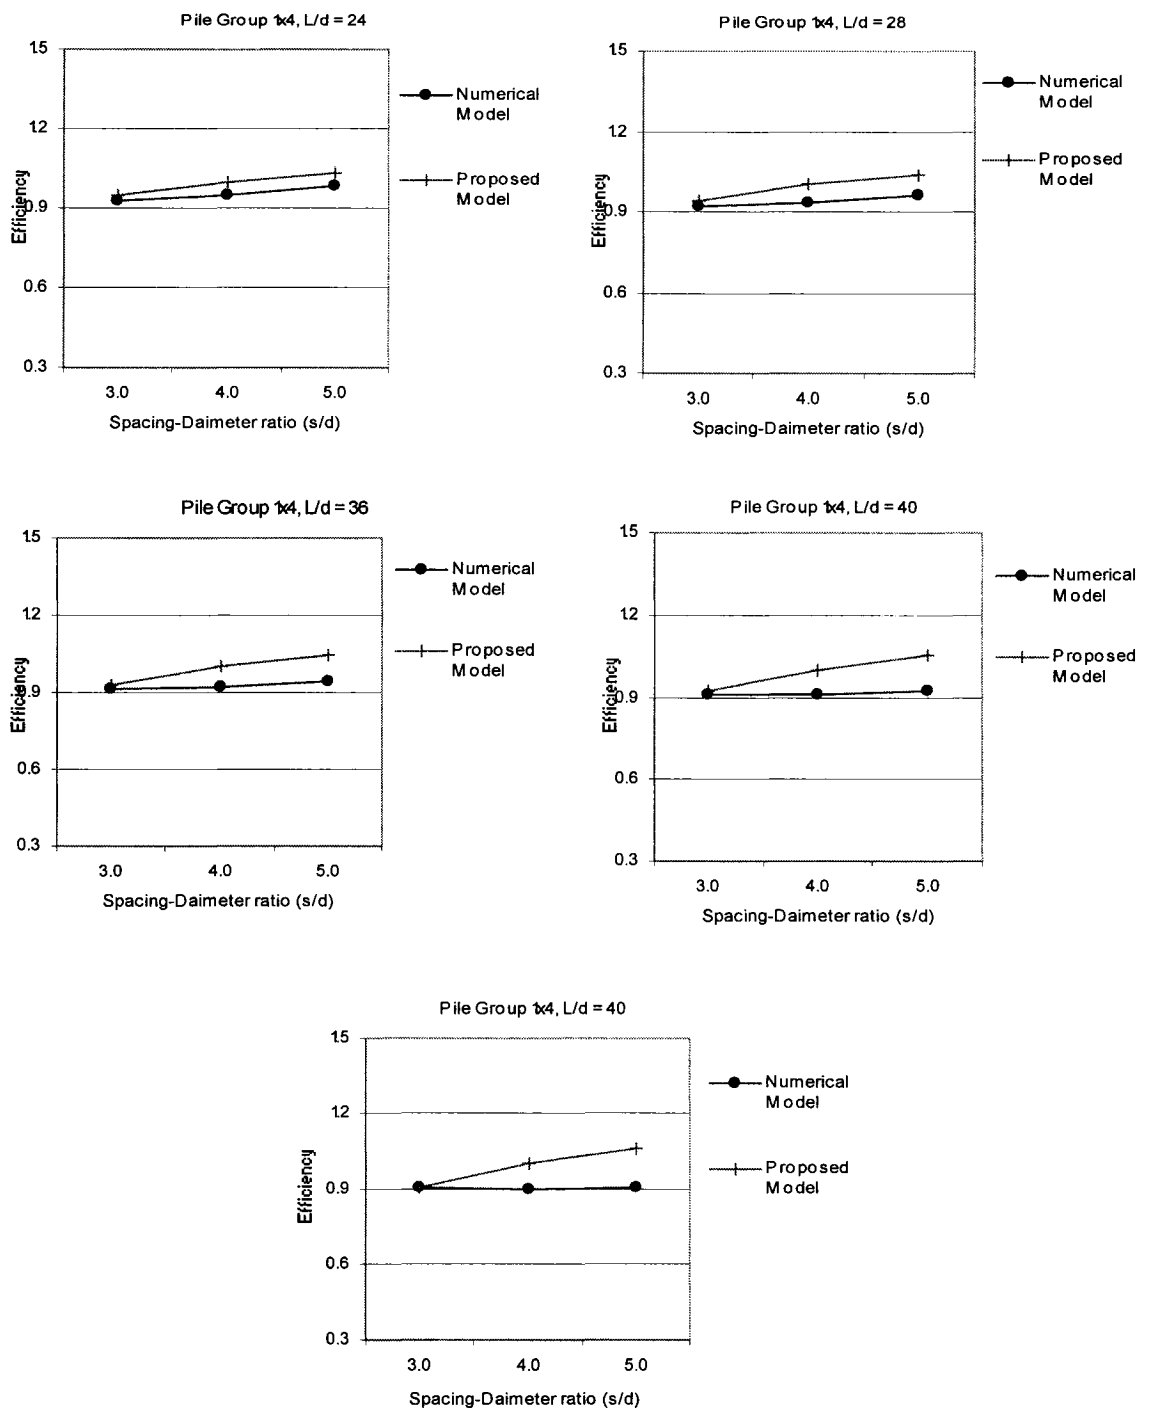 Pile Group 1x4, L/d = 24
1.5
1.2
0.9
0.6
0.3
Efficiency
3.0 4.0 5.0
Spacing-Daimeter ratio (s/d)
Numerical
Model
Proposed
Model
Pile Group 1x4, L/d = 28
1.5
1.2
0.9
0.6
0.3
Efficiency
3.0 4.0 5.0
Spacing-Daimeter ratio (s/d)
Numerical
Model
Proposed
Model
Pile Group 1x4, L/d = 36
1.5
1.2
0.9
0.6
0.3
Efficiency
3.0 4.0 5.0
Spacing-Daimeter ratio (s/d)
Numerical
Model
Proposed
Model
Pile Group 1x4, L/d = 40
1.5
1.2
0.9
0.6
0.3
Efficiency
3.0 4.0 5.0
Spacing-Daimeter ratio (s/d)
Numerical
Model
Proposed
Model
Pile Group 1x4, L/d = 40
1.5
1.2
0.9
0.6
0.3
Efficiency
3.0 4.0 5.0
Spacing-Daimeter ratio (s/d)
Numerical
Model
Proposed
Model